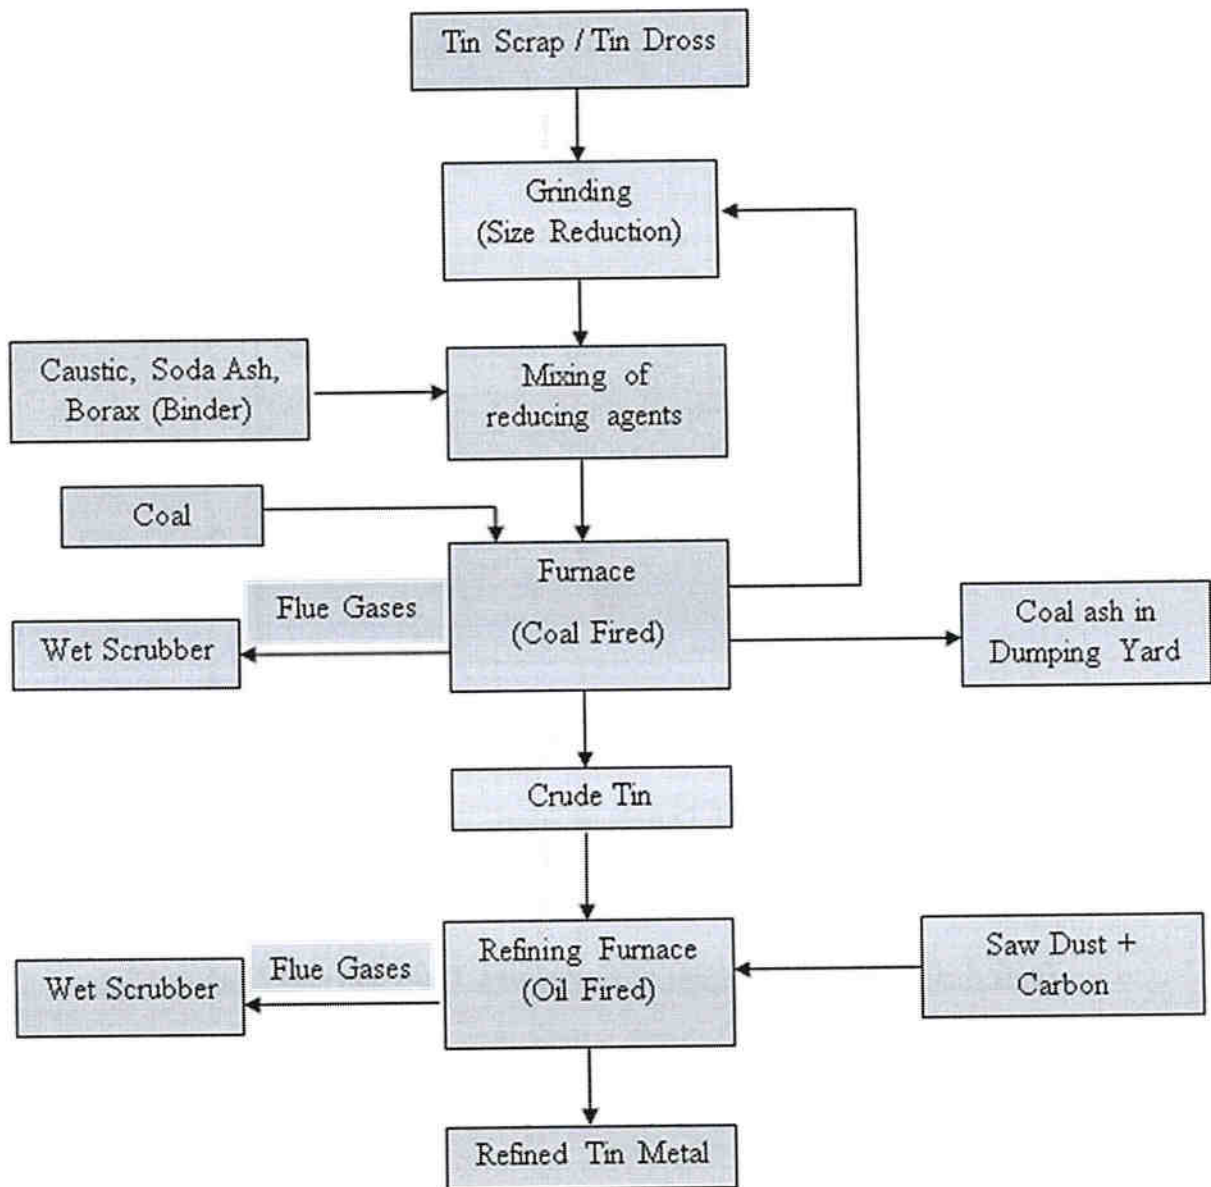 Tin Scrap / Tin Dross
Grinding
(Size Reduction)
Caustic, Soda Ash,
Borax (Binder)
Mixing of
reducing agents
Coal
Furnace
(Coal Fired)
Flue Gases
Wet Scrubber
Coal ash in
Dumping Yard
Crude Tin
Refining Furnace
(Oil Fired)
Flue Gases
Wet Scrubber
Saw Dust +
Carbon
Refined Tin Metal